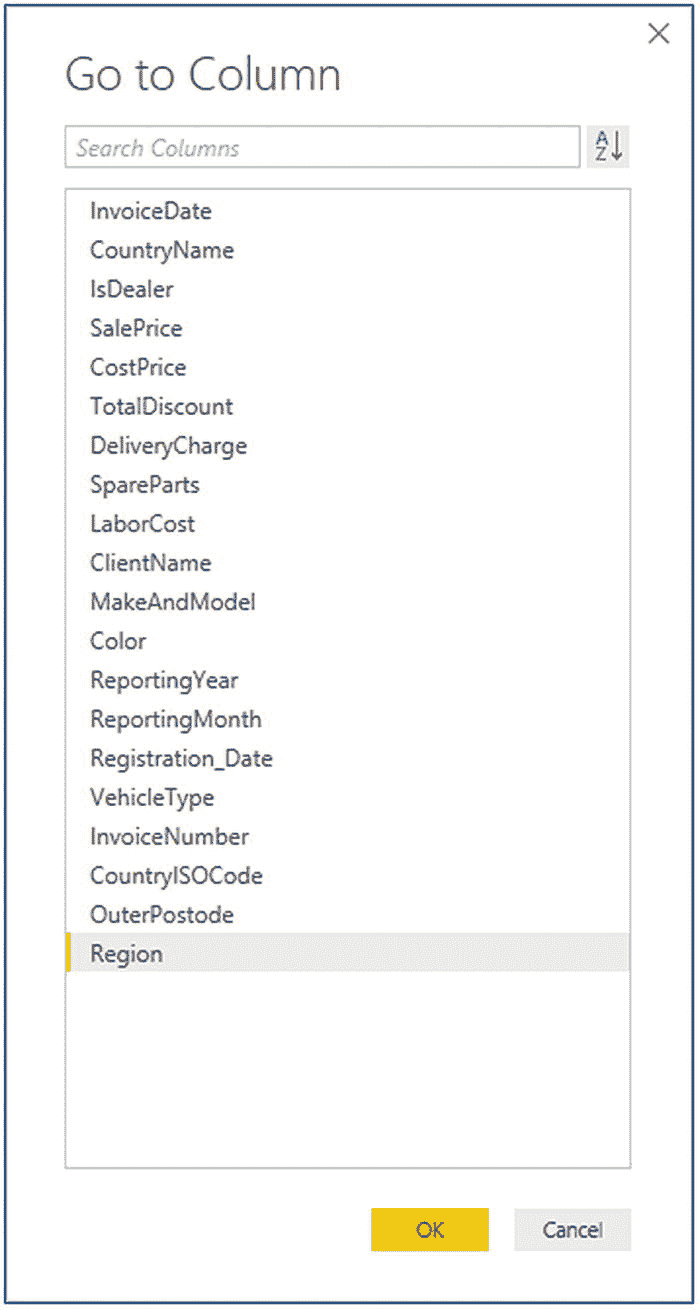 Go to Column
Search Columns
A
Z
InvoiceDate
CountryName
IsDealer
SalePrice
CostPrice
TotalDiscount
DeliveryCharge
SpareParts
LaborCost
ClientName
MakeAndModel
Color
ReportingYear
ReportingMonth
Registration_Date
VehicleType
InvoiceNumber
CountryISOCode
OuterPostode
Region
OK Cancel